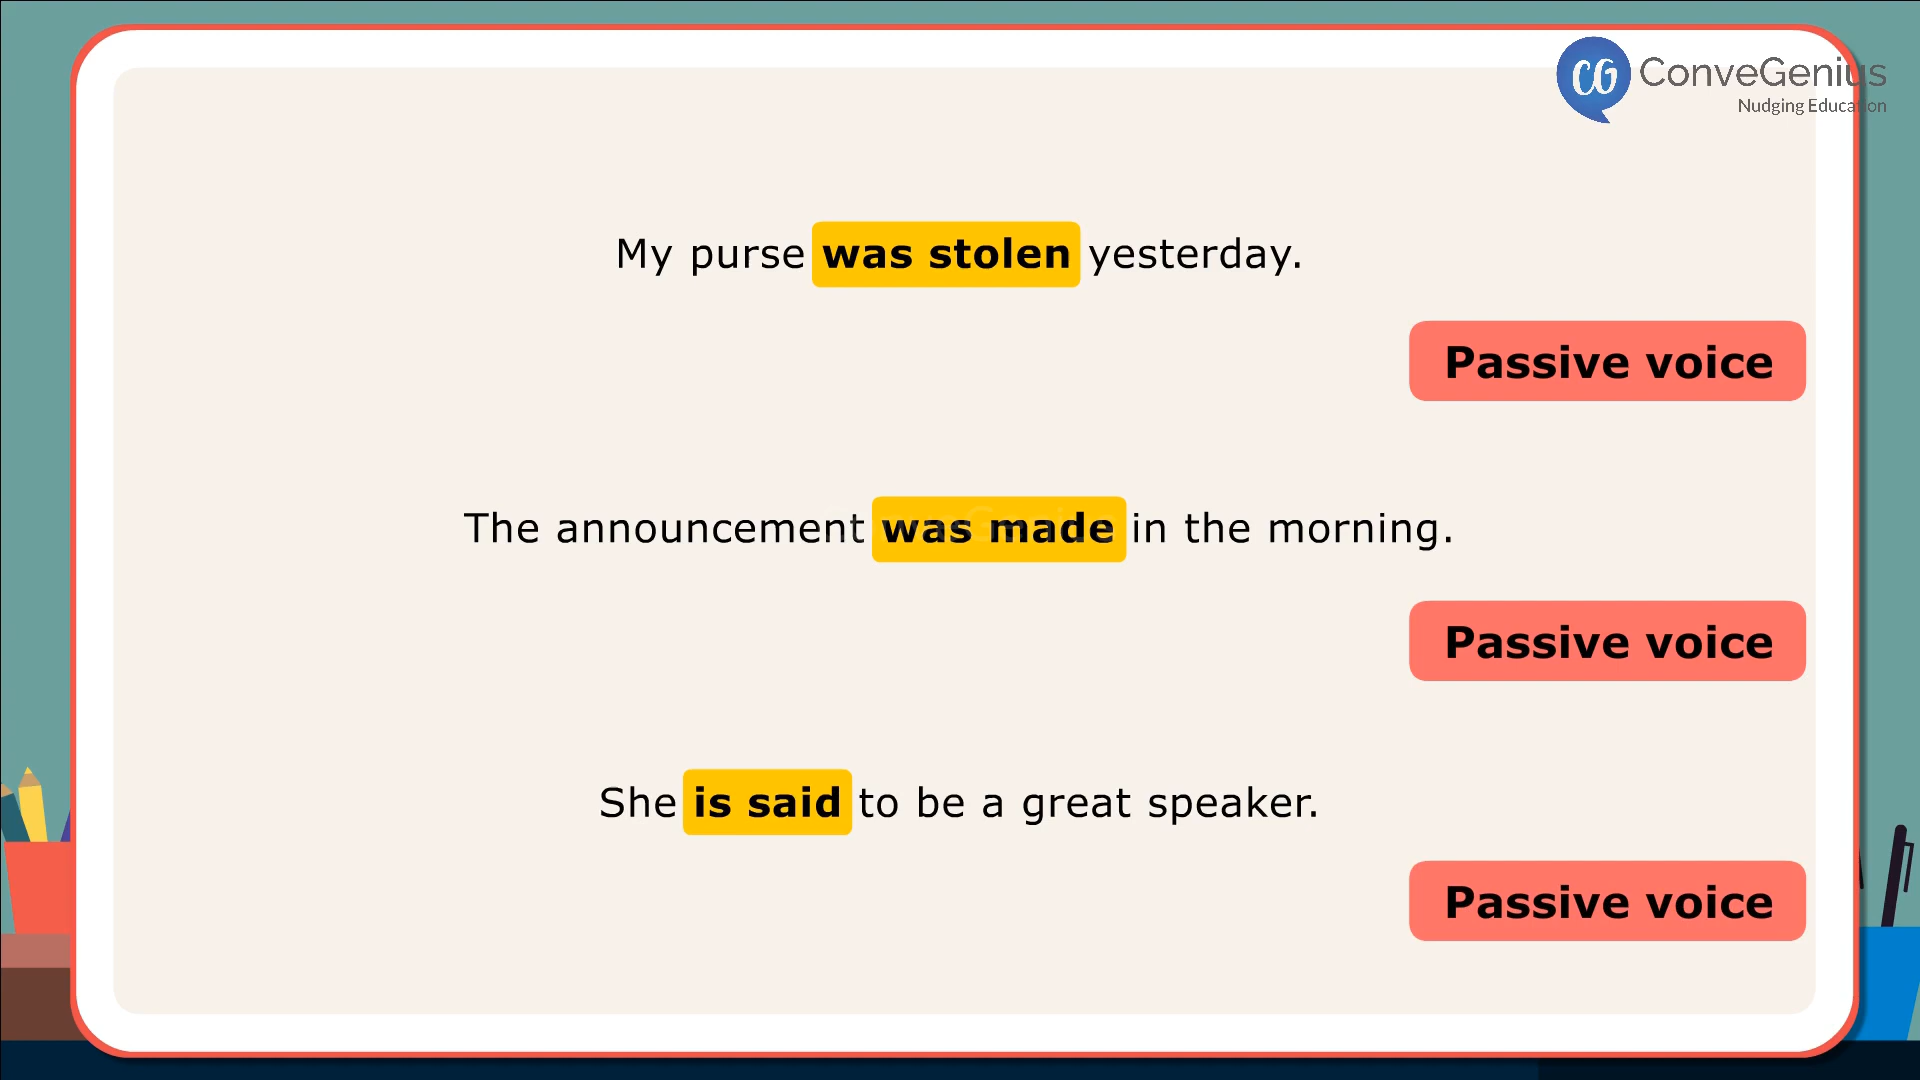 ConveGenius
Nudging Education
My purse was stolen yesterday.
Passive voice
The announcement was made in the morning.
Passive voice
She is said to be a great speaker.
Passive voice